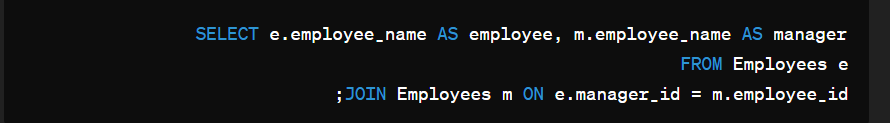 SELECT e.employee_name AS employee, m.employee_name AS manager
FROM Employees e
;JOIN Employees m ON e.manager_id = m.employee_id